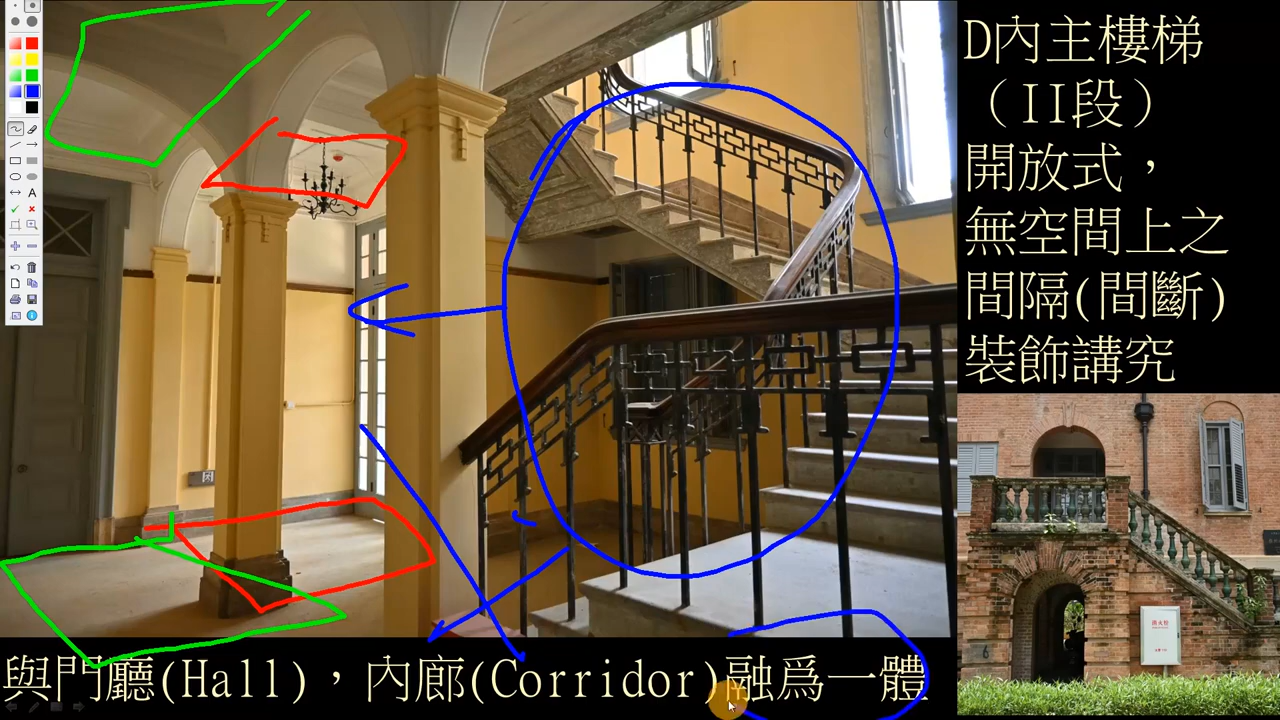 D內主樓梯
（II段）
開放式，
無空間上之
間隔(間斷)
裝飾講究
與門廳(Hall)，內廊(Corridor)融爲一體